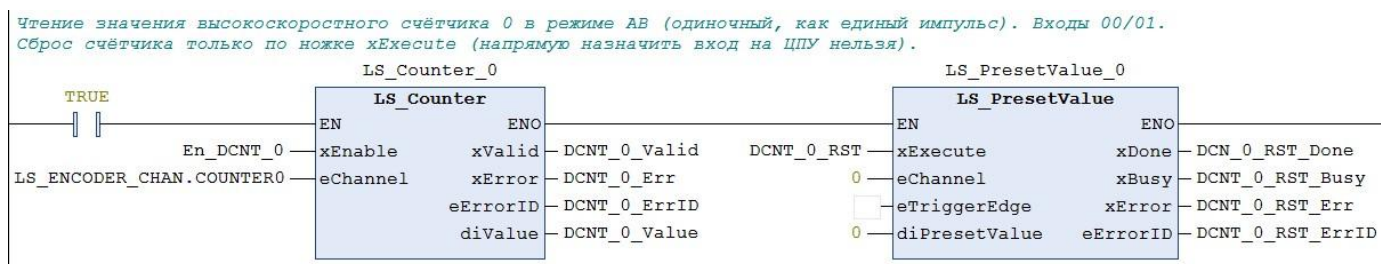 Чтение значения высокоскоростного счётчика 0 в режиме АВ (одиночный, как единый импульс). Входы 00/01.
Сброс счётчика только по ножке xExecute (напрямую назначить вход на ЦПУ нельзя).
LS_Counter_0 LS_PresetValue_0
TRUE LS_Counter LS_PresetValue
EN ENO EN ENO
En_DCNT_0 xEnable xValid DCNT_0_Valid DCNT_0_RST xExecute xDone DCN_0_RST_Done
LS_ENCODER_CHAN.COUNTER0 eChannel xError DCNT_0_Err 0 eChannel xBusy DCNT_0_RST_Busy
eErrorID DCNT_0_ErrID eTriggerEdge xError DCNT_0_RST_Err
diValue DCNT_0_Value 0 diPresetValue eErrorID DCNT_0_RST_ErrID